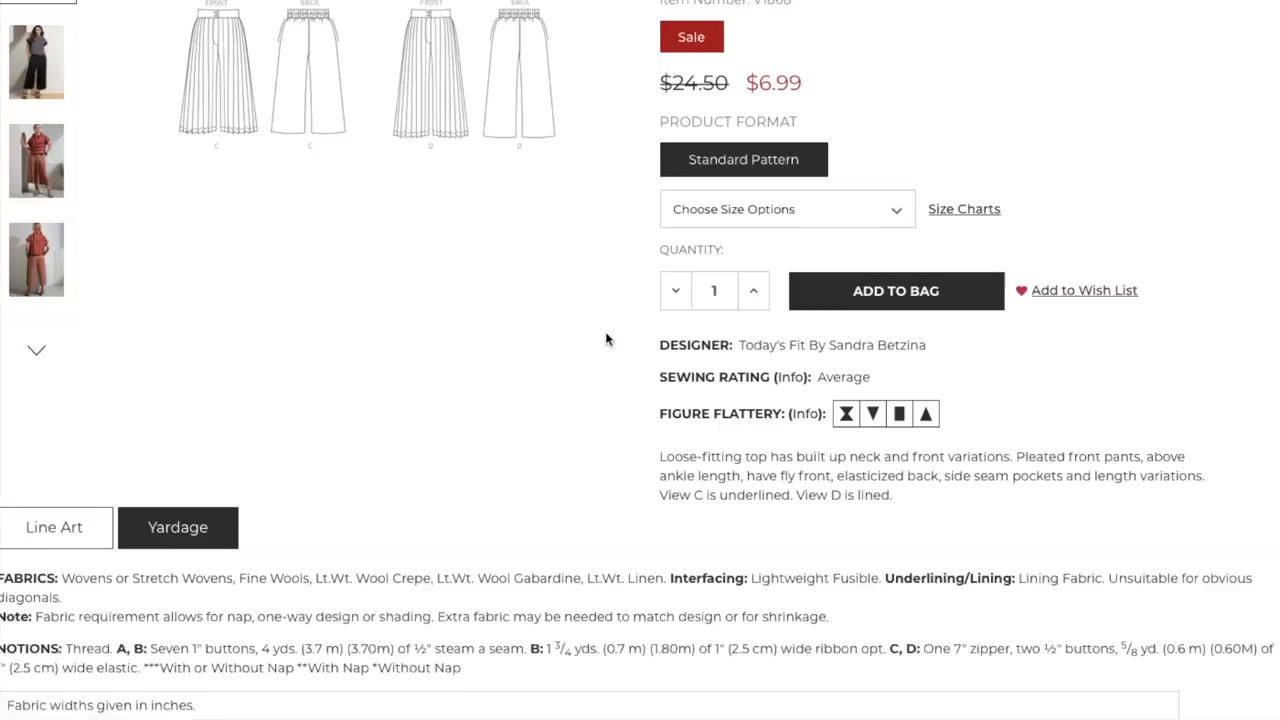 FRONT BACK FRONT BACK
C C D D
Item Number: V1868
Sale
$24.50 $6.99
PRODUCT FORMAT
Standard Pattern
Choose Size Options Size Charts
QUANTITY:
1 ADD TO BAG Add to Wish List
DESIGNER: Today's Fit By Sandra Betzina
SEWING RATING (Info): Average
FIGURE FLATTERY: (Info):
Loose-fitting top has built up neck and front variations. Pleated front pants, above
ankle length, have fly front, elasticized back, side seam pockets and length variations.
View C is underlined. View D is lined.
Line Art Yardage
FABRICS: Wovens or Stretch Wovens, Fine Wools, Lt.Wt. Wool Crepe, Lt.Wt. Wool Gabardine, Lt.Wt. Linen. Interfacing: Lightweight Fusible. Underlining/Lining: Lining Fabric. Unsuitable for obvious
diagonals.
Note: Fabric requirement allows for nap, one-way design or shading. Extra fabric may be needed to match design or for shrinkage.
NOTIONS: Thread. A, B: Seven 1" buttons, 4 yds. (3.7 m) (3.70m) of ½" steam a seam. B: 1 3/4 yds. (0.7 m) (1.80m) of 1" (2.5 cm) wide ribbon opt. C, D: One 7" zipper, two ½" buttons, 5/8 yd. (0.6 m) (0.60M) of
" (2.5 cm) wide elastic. ***With or Without Nap **With Nap *Without Nap
Fabric widths given in inches.